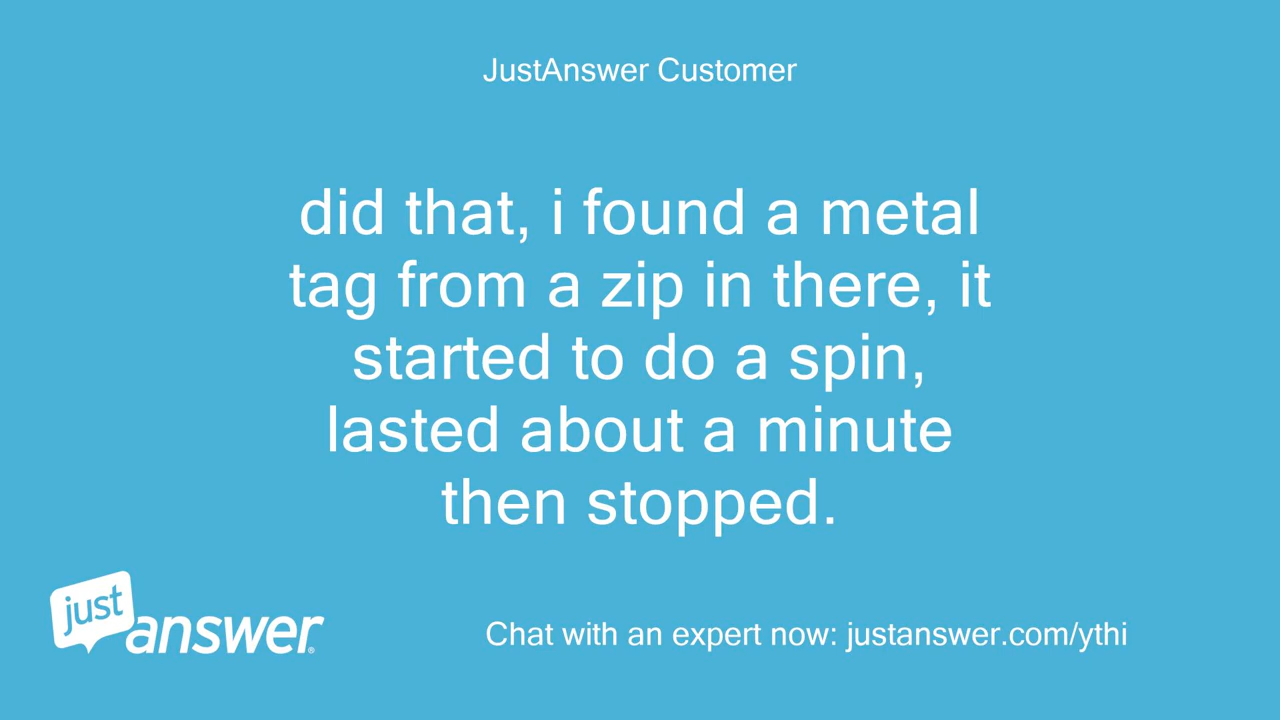 JustAnswer Customer
did that, i found a metal
tag from a zip in there, it
started to do a spin,
lasted about a minute
then stopped.
just
answer®
Chat with an expert now: justanswer.com/ythi